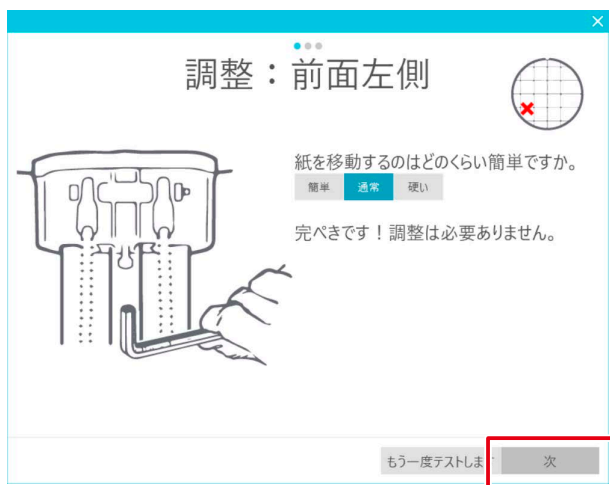 調整：前面左側
紙を移動するのはどのくらい簡単ですか。
簡単 通常 硬い
完ぺきです！調整は必要ありません。
もう一度テストしま
次